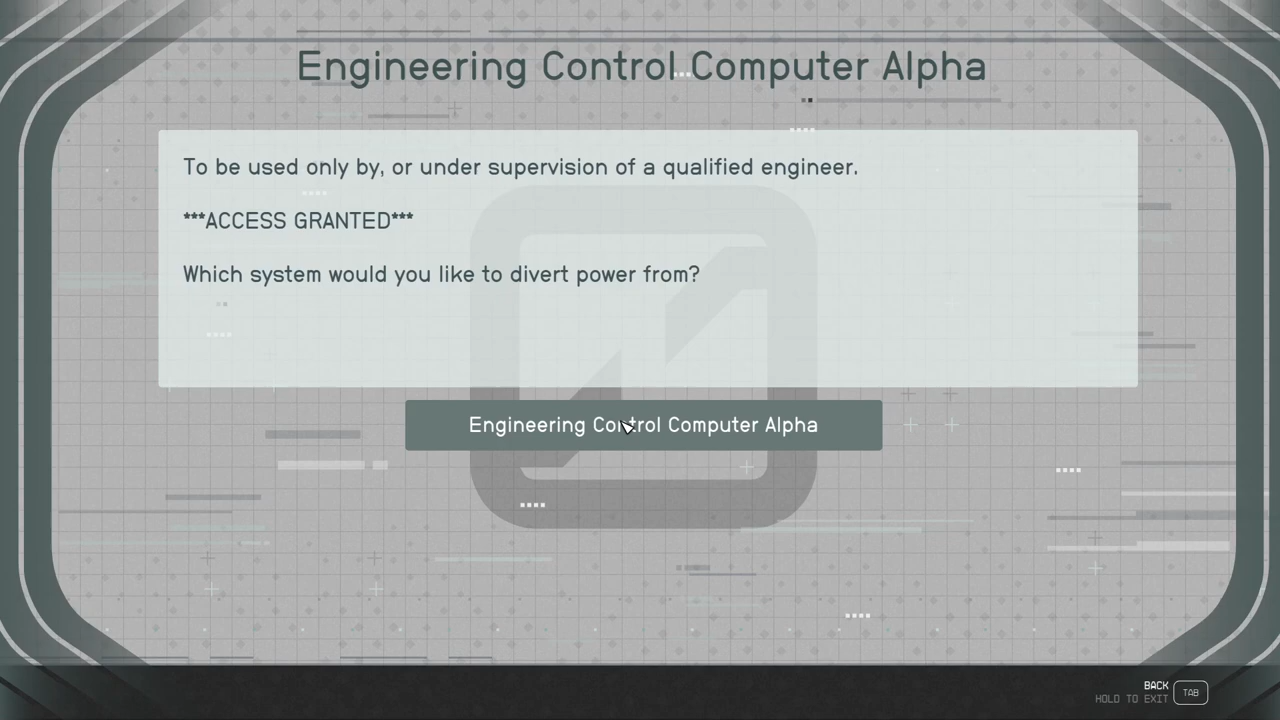 Engineering Control Computer Alpha
To be used only by, or under supervision of a qualified engineer.
***ACCESS GRANTED***
Which system would you like to divert power from?
Engineering Control Computer Alpha
BACK
HOLD TO EXIT
TAB